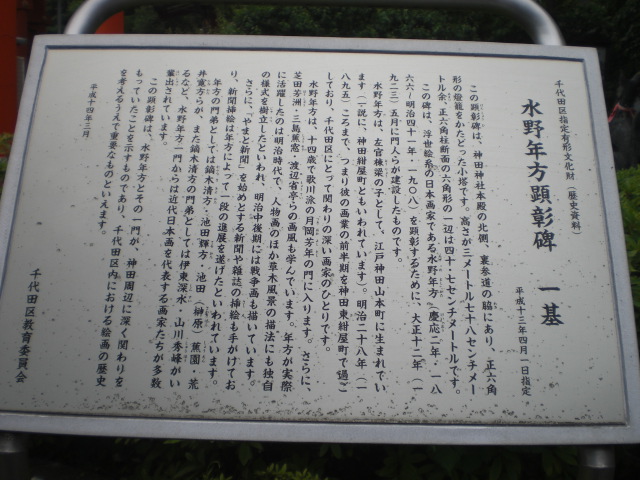 千代田区指定有形文化財（歴史資料）
水野年方顕彰碑　一基
平成十三年四月一日指定
この顕彰碑は、神田神社本殿の北側、裏参道の脇にあり、正六角
形の燈籠をかたどった小塔です。高さが三メートル七十八センチメー
トル余、正六角柱断面の六角形の一辺は四十・七センチメートルです。
この碑は、浮世絵系の日本画家である水野年方（慶応二年・一八
六六～明治四十一年・一九〇八）を顕彰するために、大正十二年（一
九二三）五月に門人らが建設したものです。
水野年方は、左官棟梁の子として、江戸神田山本町に生まれてい
ます（一説に、神田紺屋町ともいわれています）。明治二十八年（一
八九五）ころまで、つまり彼の画業の前半期を神田東紺屋町で過ご
しており、千代田区にとって関わりの深い画家のひとりです。
水野年方は、十四歳で歌川派の月岡芳年の門に入ります。さらに、
芝田芳洲・三島蕉窓・渡辺省亭らの画風も学んでいます。年方が実際
に活躍したのは明治時代で、人物画のほか草木風景の描法にも独自
の様式を樹立したといわれ、明治中後期には戦争画も描いています。
さらに、「やまと新聞」を始めとする新聞や雑誌の挿絵も手がけてお
り、新聞挿絵は年方によって一段の進展を遂げたといわれています。
年方の門弟としては鏑木清方・池田輝方・池田（榊原）蕉園・荒
井寛方らが、また鏑木清方の門弟としては伊東深水・山川秀峰がい
るなど、水野年方一門からは近代日本画を代表する画家たちが多数
輩出されています。
この顕彰碑は、水野年方とその一門が、神田周辺に深く関わりを
もっていたことを示すものであり、千代田区内における絵画の歴史
を考えるうえで重要なものといえます。
平成十四年三月
千代田区教育委員会